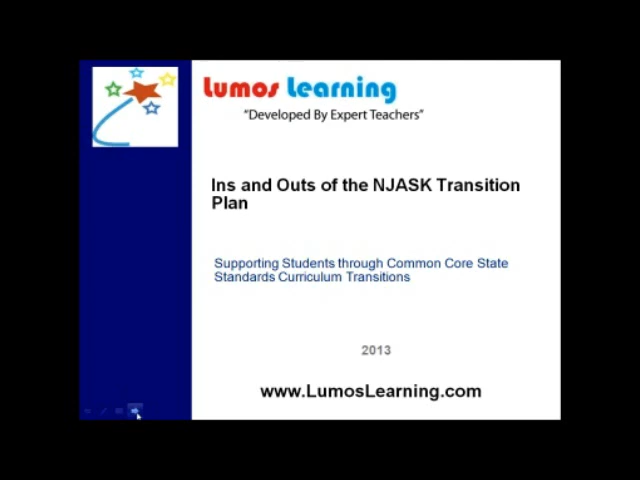 Lumos Learning
“Developed By Expert Teachers”
Ins and Outs of the NJASK Transition
Plan
Supporting Students through Common Core State
Standards Curriculum Transitions
2013
www.LumosLearning.com